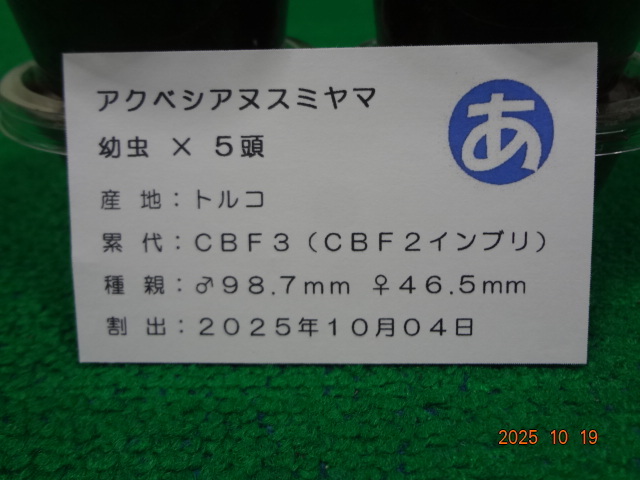 アクベシアヌスミヤマ
あ
幼虫 × 5頭
産 地：トルコ
累 代：CBF3（CBF2インブリ）
種 親：♂98.7mm ♀46.5mm
割 出：2025年10月04日
2025 10 19